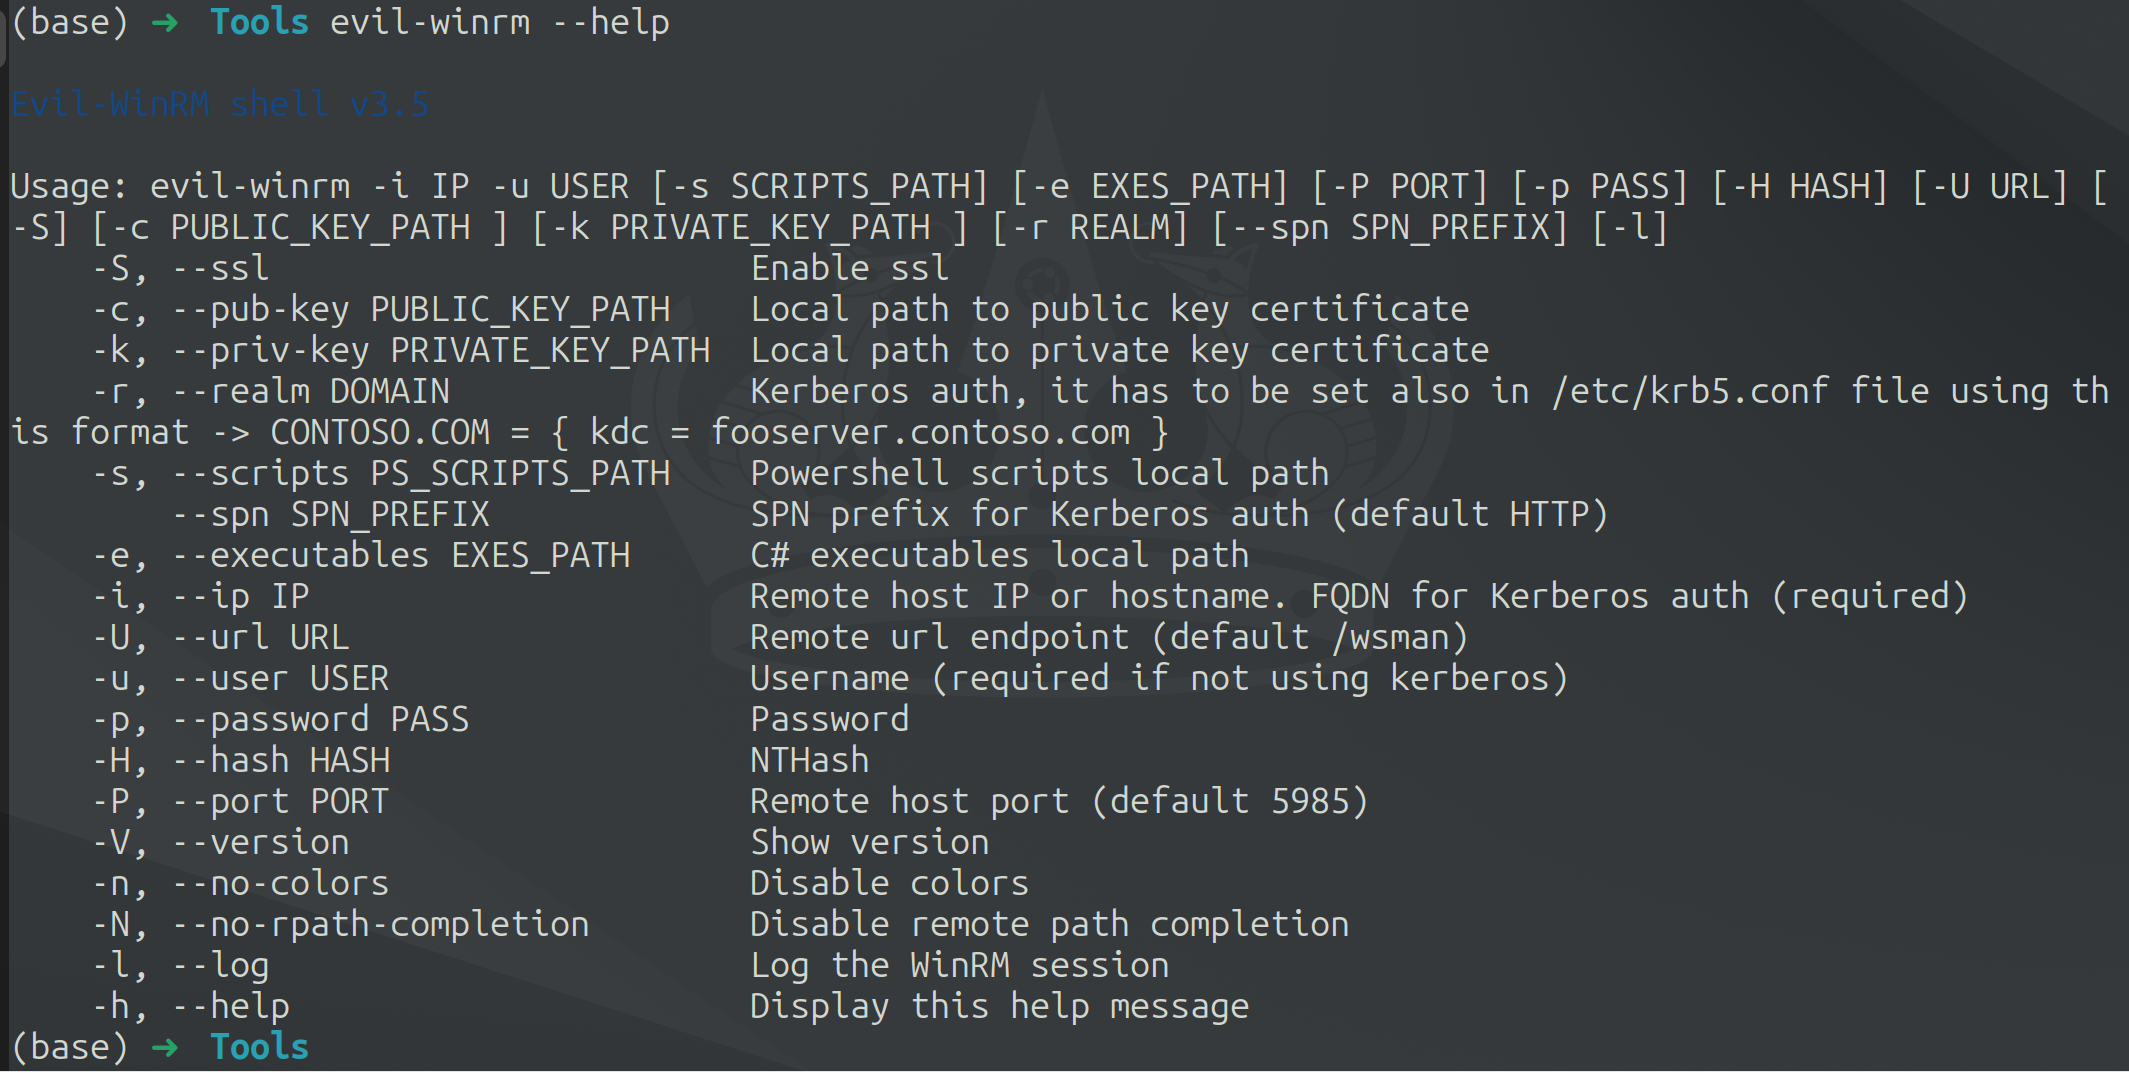 (base) ➜  Tools evil-winrm --help

Evil-WinRM shell v3.5

Usage: evil-winrm -i IP -u USER [-s SCRIPTS_PATH] [-e EXES_PATH] [-P PORT] [-p PASS] [-H HASH] [-U URL] [
-S] [-c PUBLIC_KEY_PATH ] [-k PRIVATE_KEY_PATH ] [-r REALM] [--spn SPN_PREFIX] [-l]
    -S, --ssl                        Enable ssl
    -c, --pub-key PUBLIC_KEY_PATH    Local path to public key certificate
    -k, --priv-key PRIVATE_KEY_PATH  Local path to private key certificate
    -r, --realm DOMAIN               Kerberos auth, it has to be set also in /etc/krb5.conf file using th
is format -> CONTOSO.COM = { kdc = fooserver.contoso.com }
    -s, --scripts PS_SCRIPTS_PATH    Powershell scripts local path
        --spn SPN_PREFIX             SPN prefix for Kerberos auth (default HTTP)
    -e, --executables EXES_PATH      C# executables local path
    -i, --ip IP                      Remote host IP or hostname. FQDN for Kerberos auth (required)
    -U, --url URL                    Remote url endpoint (default /wsman)
    -u, --user USER                  Username (required if not using kerberos)
    -p, --password PASS              Password
    -H, --hash HASH                  NTHash
    -P, --port PORT                  Remote host port (default 5985)
    -V, --version                    Show version
    -n, --no-colors                  Disable colors
    -N, --no-rpath-completion        Disable remote path completion
    -l, --log                        Log the WinRM session
    -h, --help                       Display this help message
(base) ➜  Tools